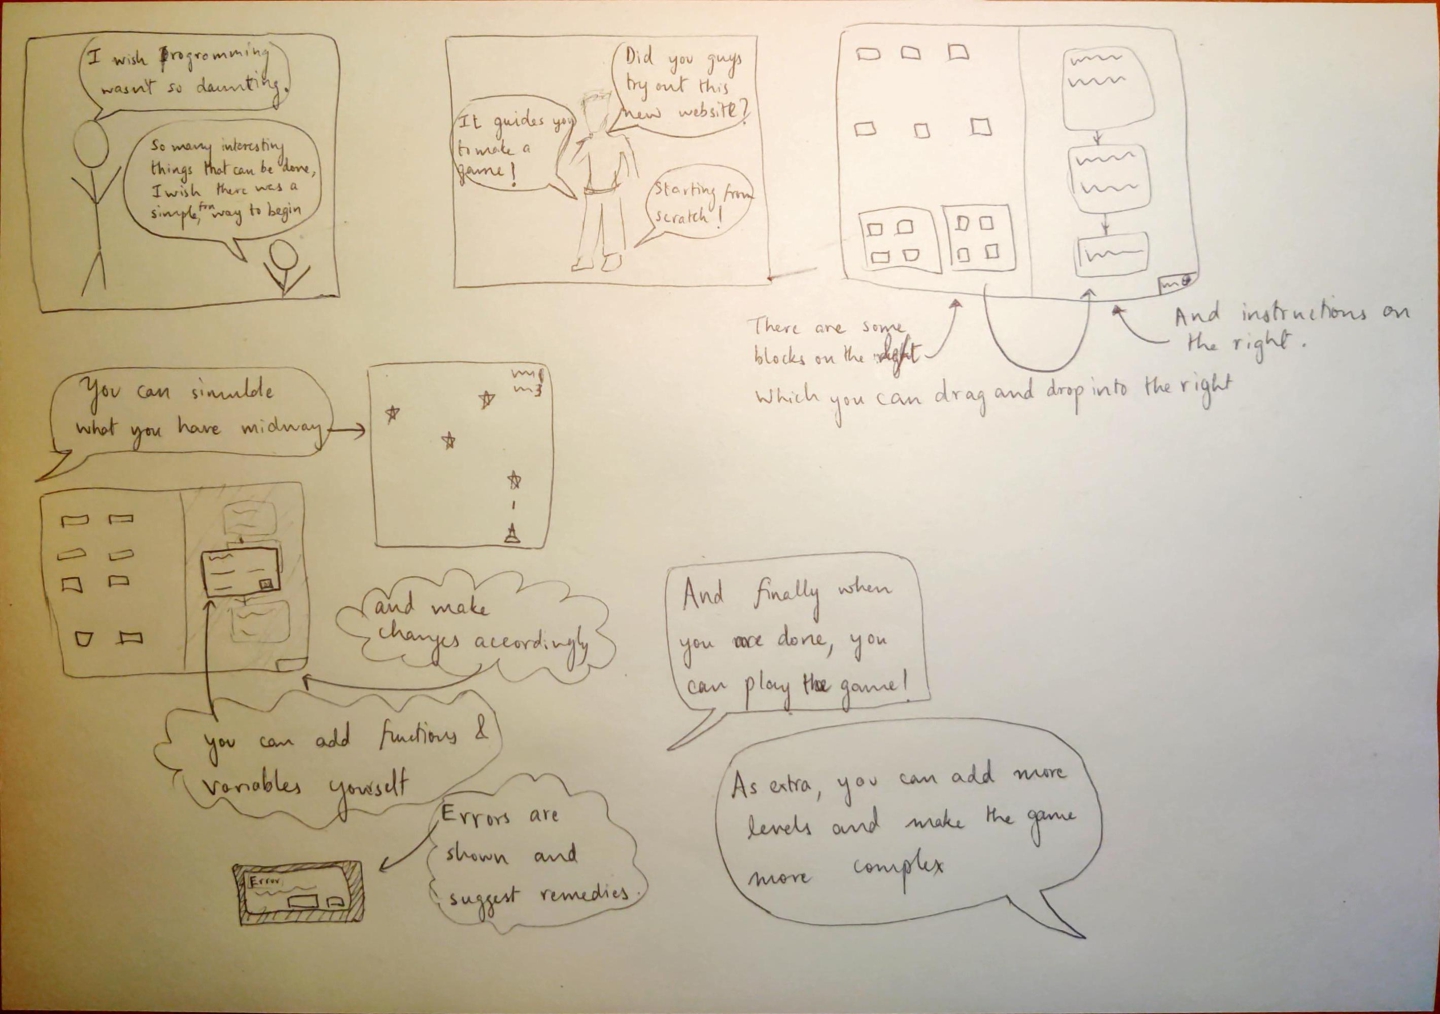 I wish Programming
wasn't so daunting.
So many interesting
things that can be done,
I wish there was a
simple, fun way to begin
Did you guys
try out this
new website?
It guides you
to make a
game!
Starting from
scratch!
There are some
blocks on the
And instructions on
the right.
Which you can drag and drop into the right
You can simulate
what you have midway
and make
changes accordingly
you can add functions &
variables yourself
Errors are
shown and
suggest remedies.
Error
And finally when
you are done, you
can play the game!
As extra, you can add more
levels and make the game
more complex